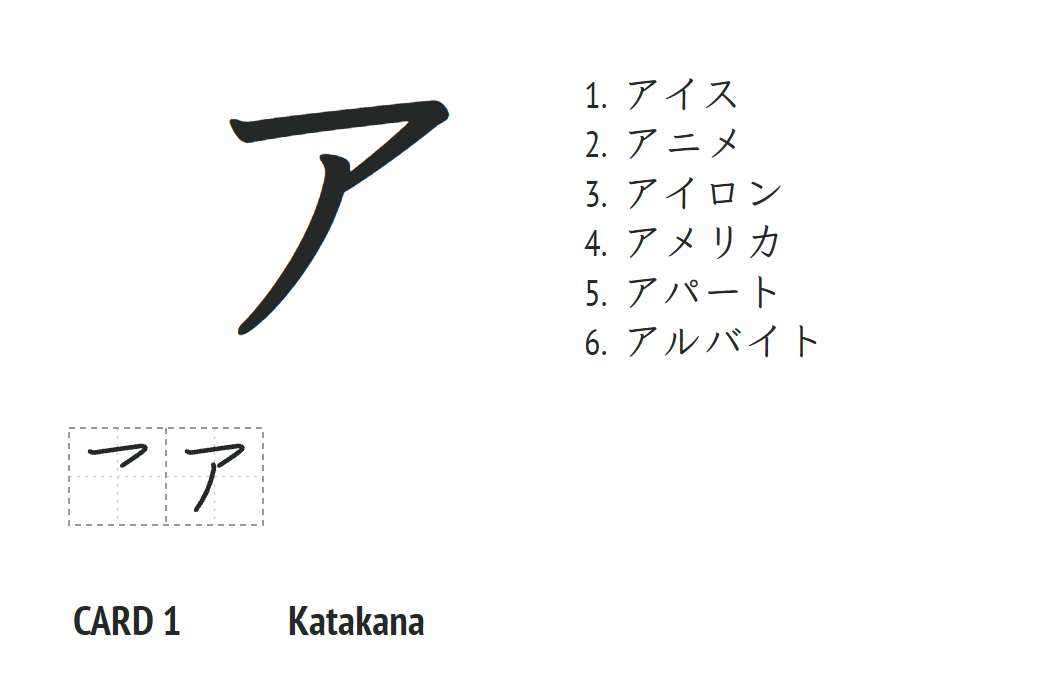 ア
1. アイス
2. アニメ
3. アイロン
4. アメリカ
5. アパート
6. アルバイト
フ ア
CARD 1 Katakana